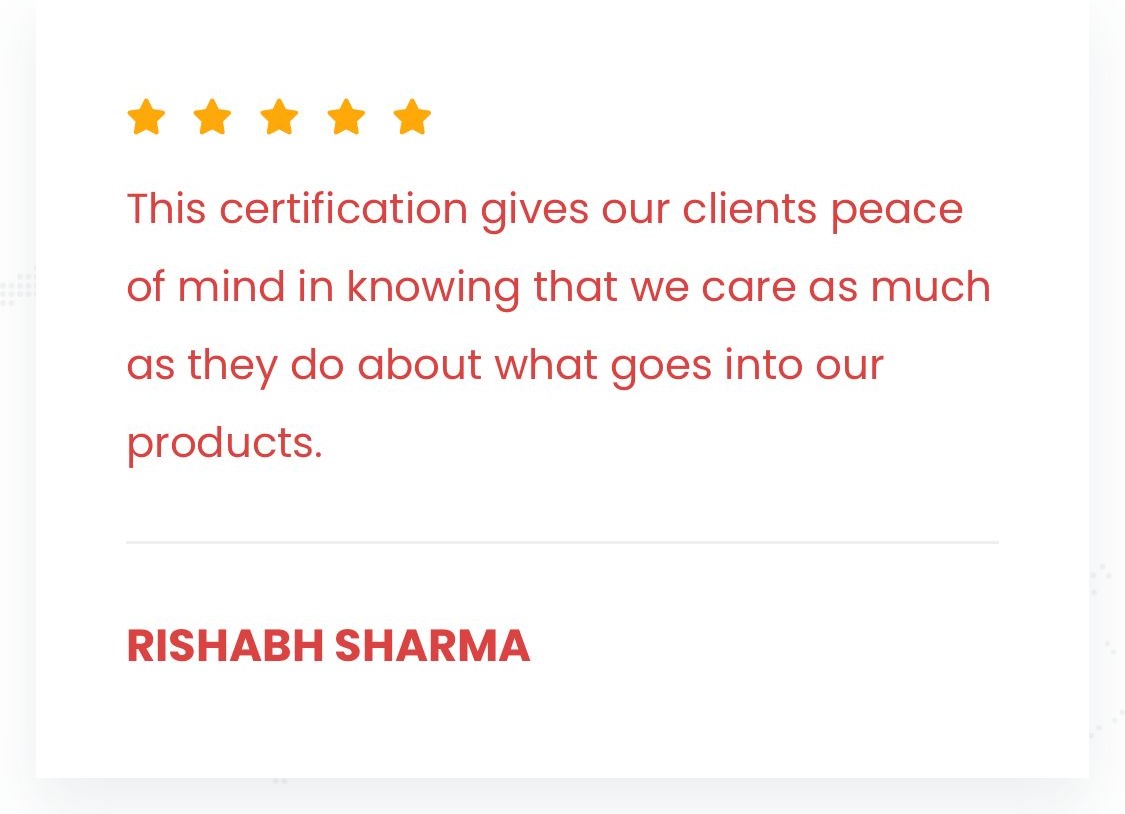 This certification gives our clients peace
of mind in knowing that we care as much
as they do about what goes into our
products.
RISHABH SHARMA